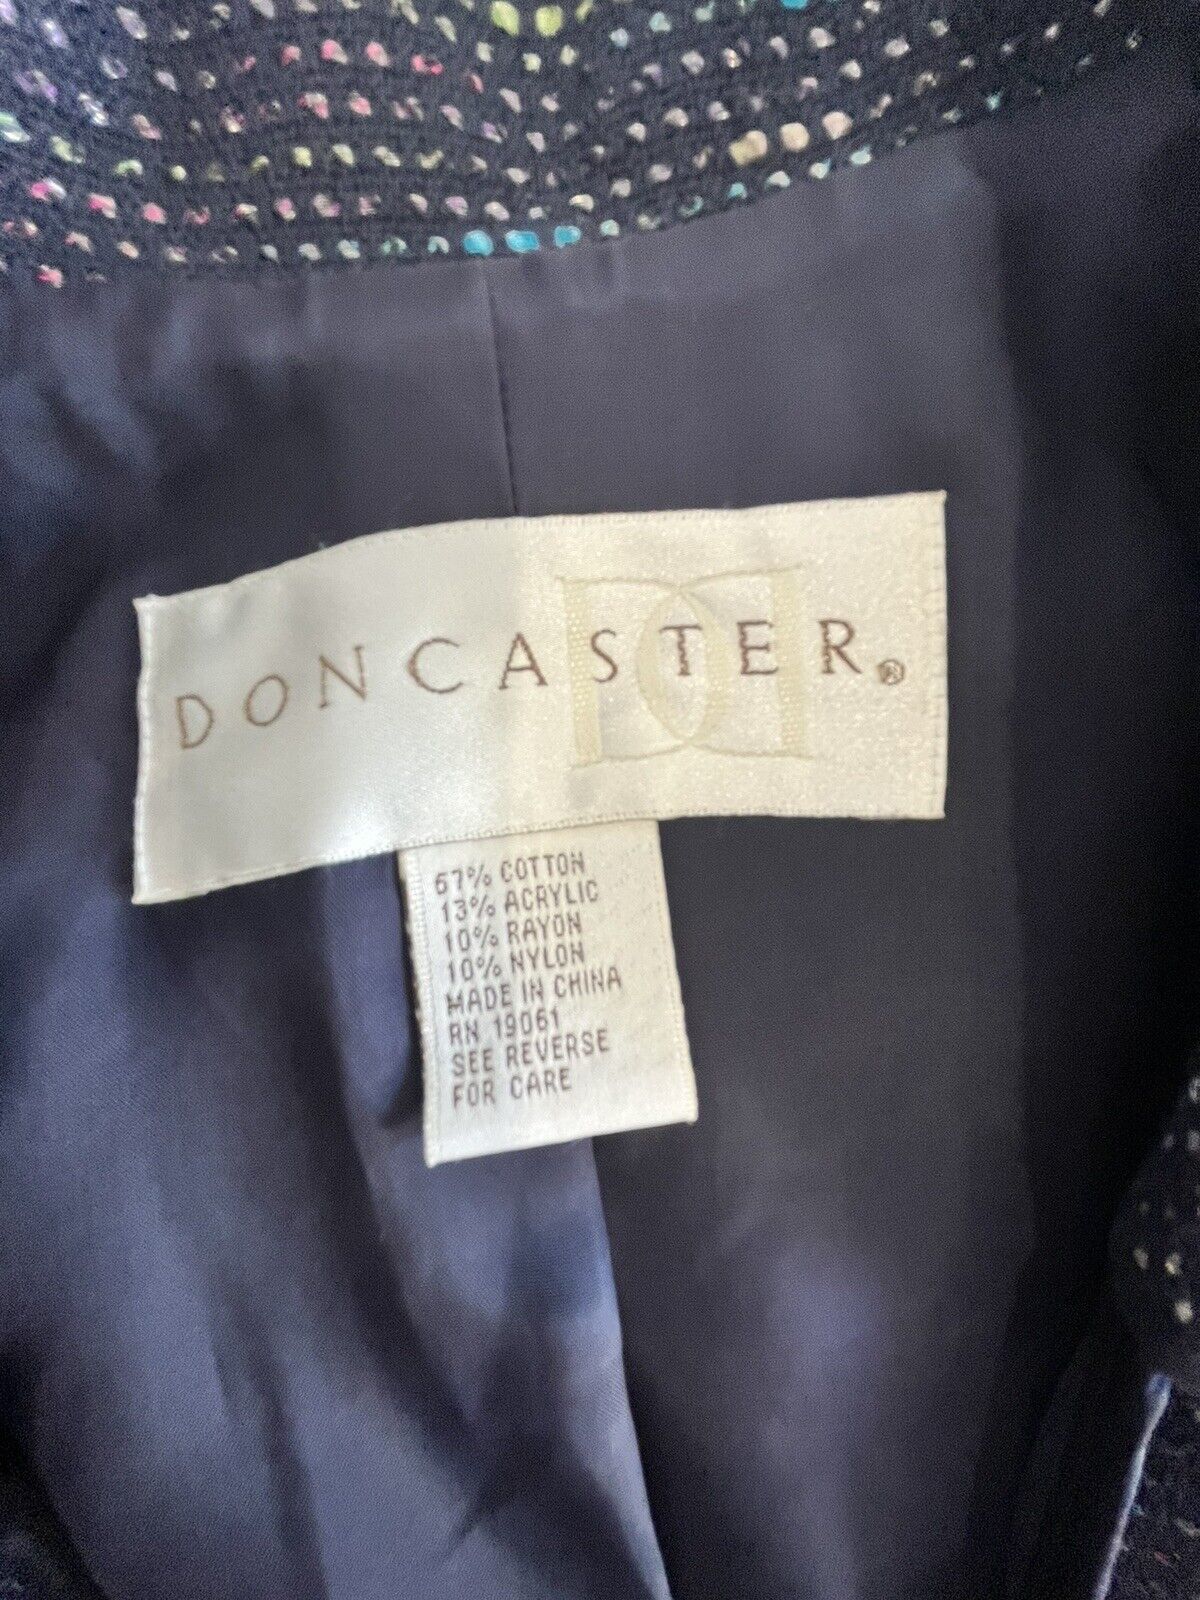 DONCASTER®
67% COTTON
13% ACRYLIC
10% RAYON
10% NYLON
MADE IN CHINA
RN 19061
SEE REVERSE
FOR CARE